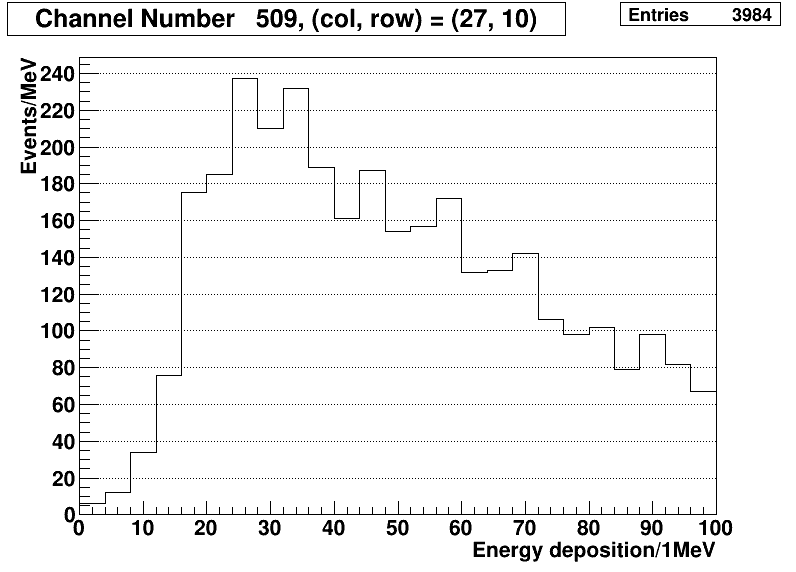 Channel Number 509, (col, row) = (27, 10)
Entries 3984
Events/MeV
240
220
200
180
160
140
120
100
80
60
40
20
0
0 10 20 30 40 50 60 70 80 90 100
Energy deposition/1MeV